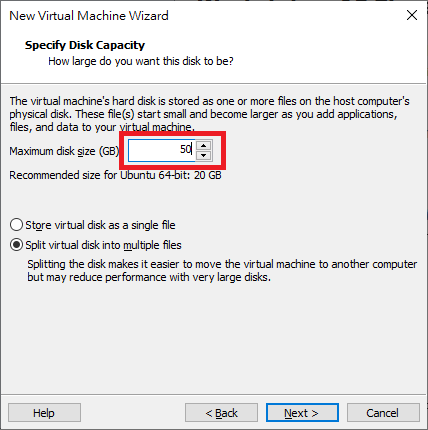 New Virtual Machine Wizard
Specify Disk Capacity
How large do you want this disk to be?
The virtual machine's hard disk is stored as one or more files on the host computer's
physical disk. These file(s) start small and become larger as you add applications,
files, and data to your virtual machine.
Maximum disk size (GB) 50
Recommended size for Ubuntu 64-bit: 20 GB
Store virtual disk as a single file
Split virtual disk into multiple files
Splitting the disk makes it easier to move the virtual machine to another computer
but may reduce performance with very large disks.
Help < Back Next > Cancel